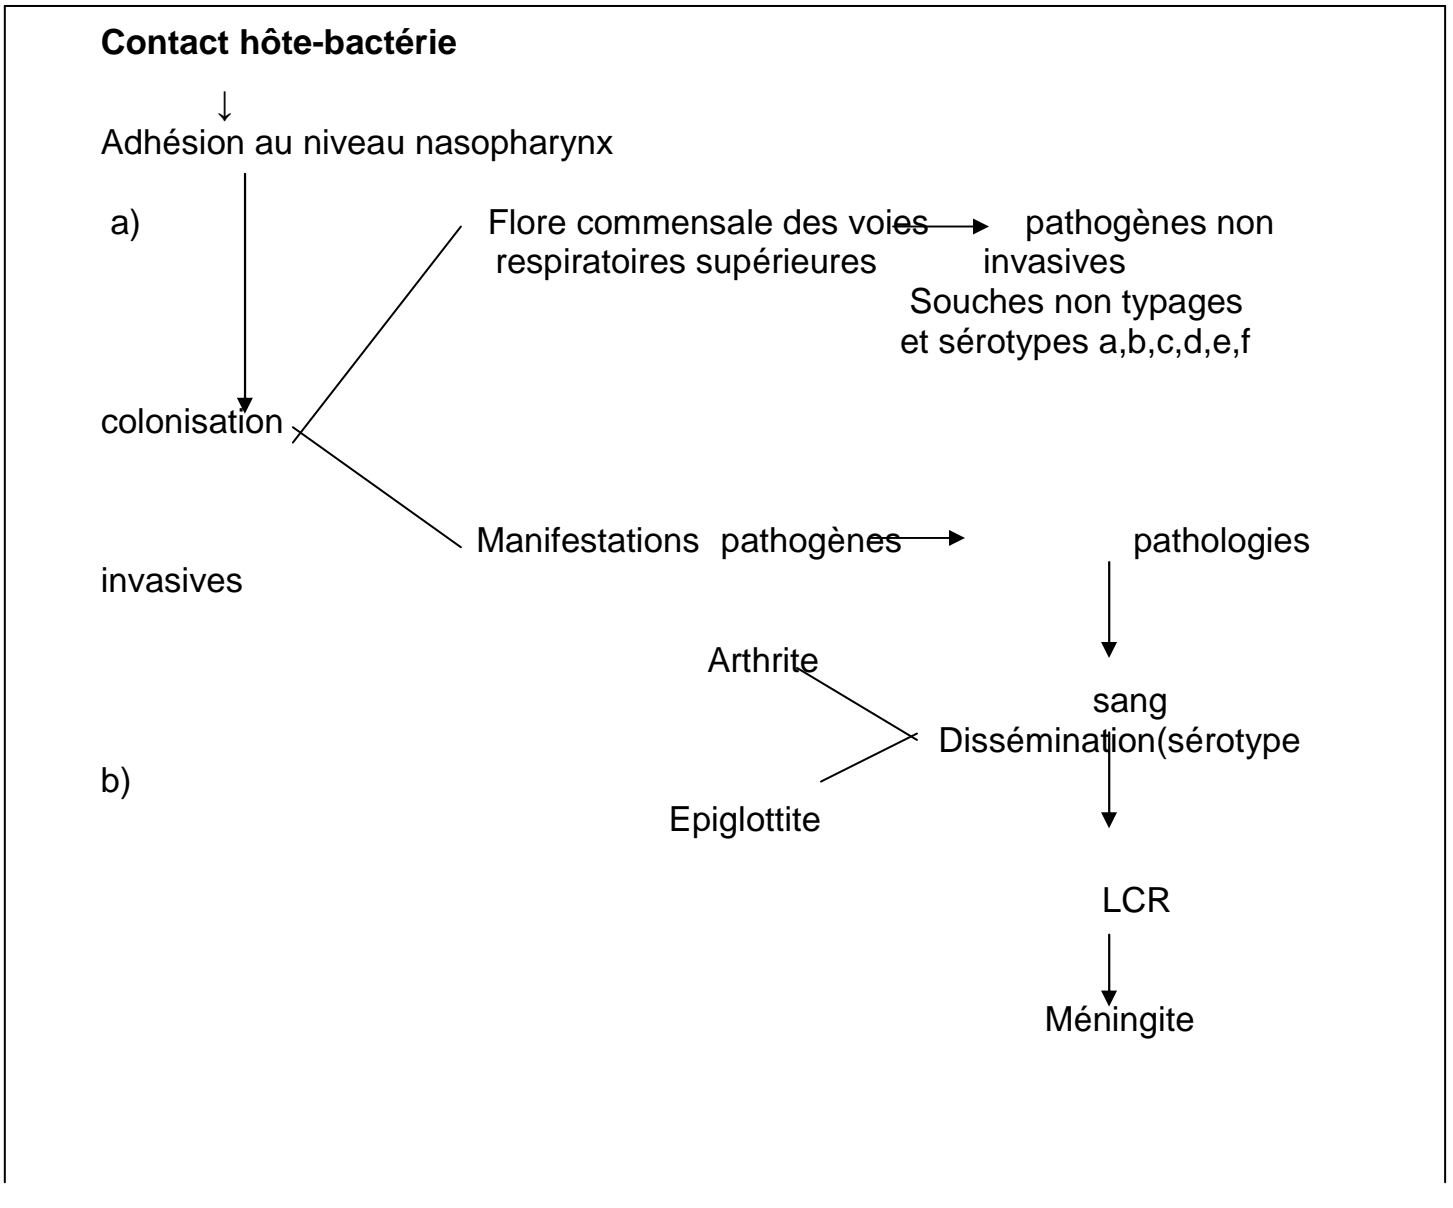 Contact hôte-bactérie
↓
Adhésion au niveau nasopharynx
a) Flore commensale des voies pathogènes non
respiratoires supérieures invasives
Souches non typages
et sérotypes a,b,c,d,e,f
colonisation
Manifestations pathogènes pathologies
invasives
Arthrite
sang
Dissémination(sérotype
b)
Epiglottite
LCR
Méningite